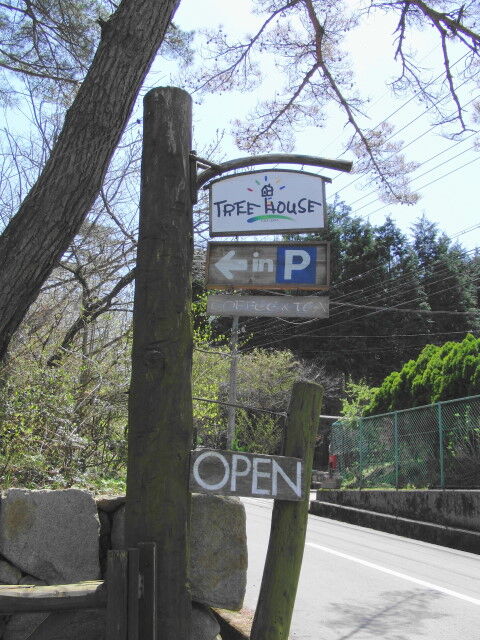 TREE HOUSE
← in P
COFFEE & TEA
OPEN